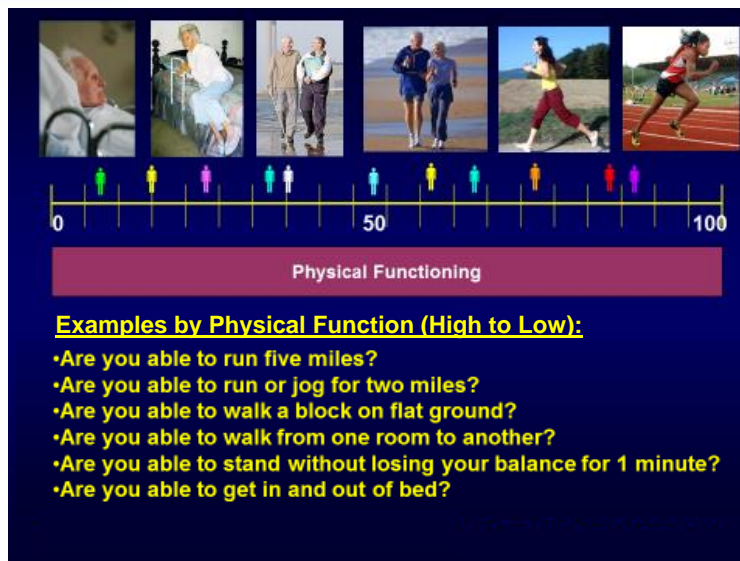 0
50
100
Physical Functioning
Examples by Physical Function (High to Low):
•Are you able to run five miles?
•Are you able to run or jog for two miles?
•Are you able to walk a block on flat ground?
•Are you able to walk from one room to another?
•Are you able to stand without losing your balance for 1 minute?
•Are you able to get in and out of bed?